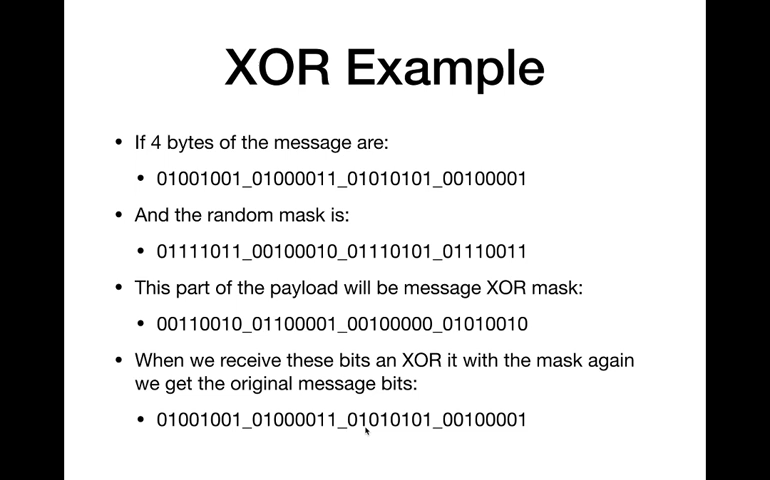 XOR Example
• If 4 bytes of the message are:
• 01001001_01000011_01010101_00100001
• And the random mask is:
• 01111011_00100010_01110101_01110011
• This part of the payload will be message XOR mask:
• 00110010_01100001_00100000_01010010
• When we receive these bits an XOR it with the mask again
we get the original message bits:
• 01001001_01000011_01010101_00100001